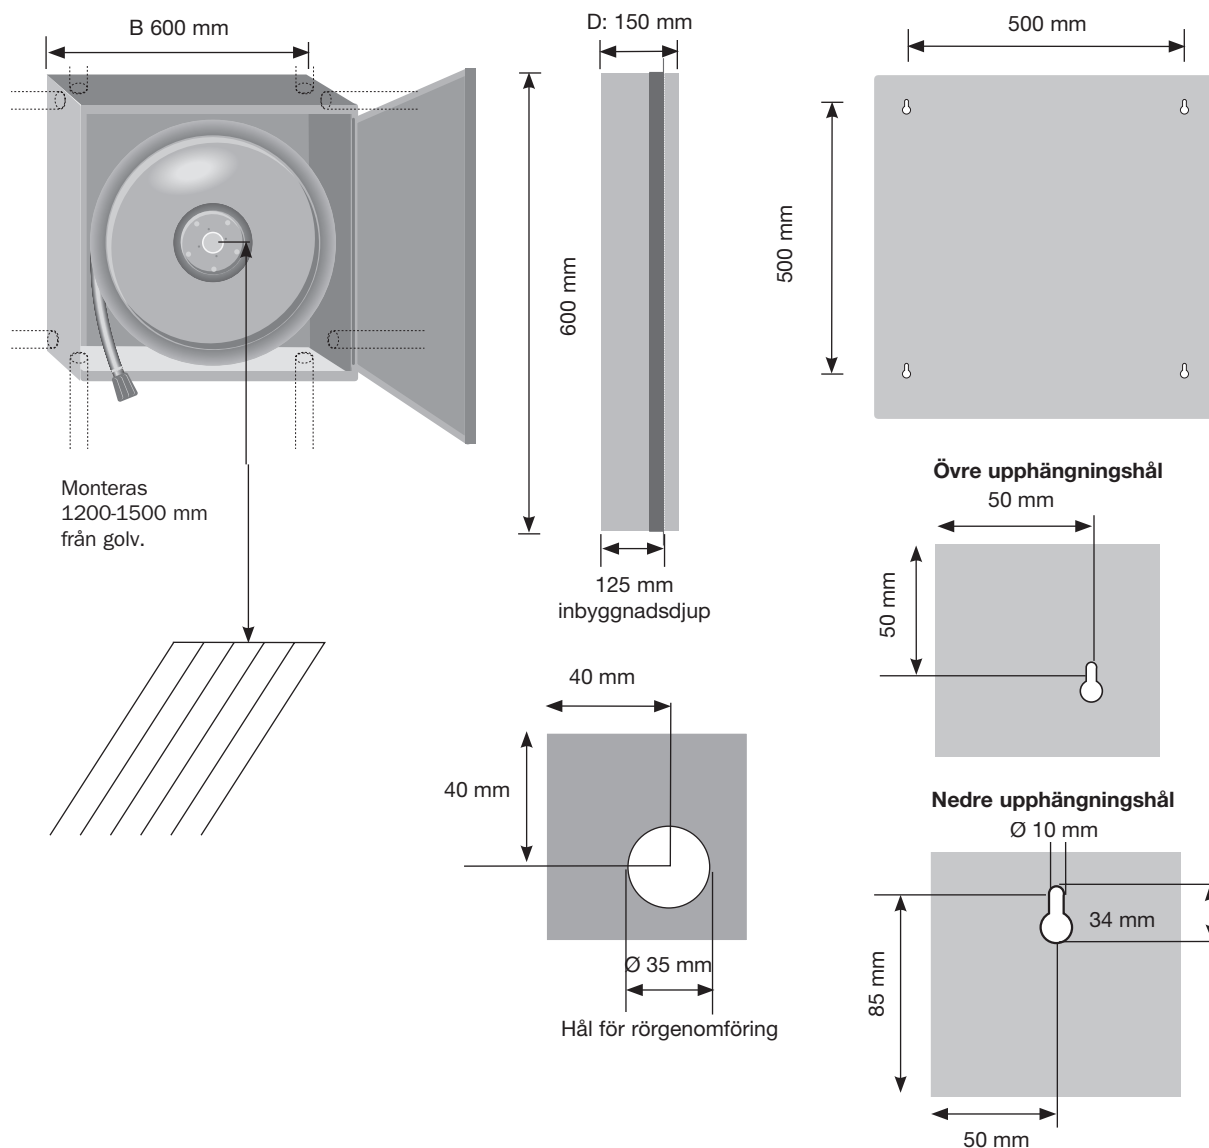 B 600 mm
D: 150 mm
500 mm
500 mm
600 mm
Monteras
1200-1500 mm
från golv.
125 mm
inbyggnadsdjup
Övre upphängningshål
50 mm
50 mm
40 mm
40 mm
Ø 35 mm
Hål för rörgenomföring
Nedre upphängningshål
Ø 10 mm
34 mm
85 mm
50 mm